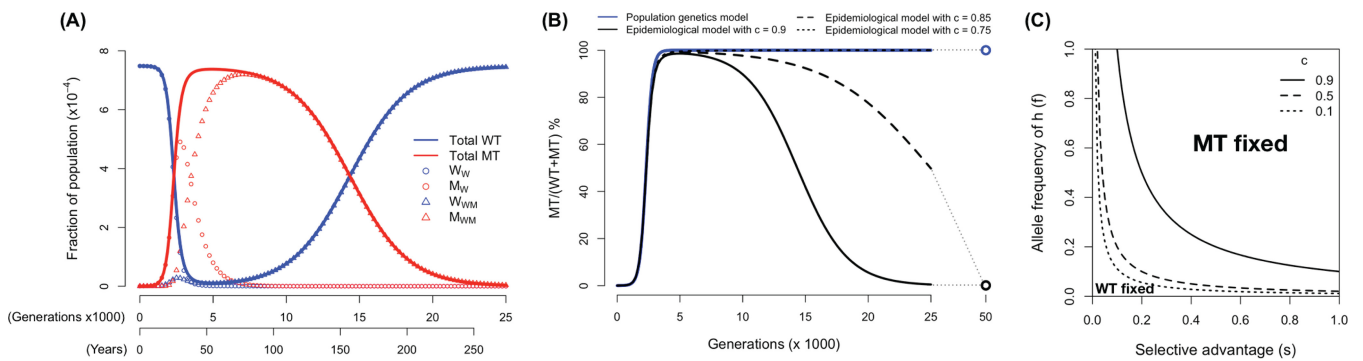 (A)
Fraction of population (x10⁻⁴)
8
6
4
2
0
Total WT
Total MT
W_W
M_W
W_WM
M_WM
(Generations x1000)
0 5 10 15 20 25
(Years)
0 50 100 150 200 250
(B)
Population genetics model
Epidemiological model with c = 0.9
Epidemiological model with c = 0.85
Epidemiological model with c = 0.75
MT/(WT+MT) %
100
80
60
40
20
0
0 5 10 15 20 25 50
Generations (x 1000)
(C)
Allele frequency of h (f)
1.0
0.8
0.6
0.4
0.2
0.0
c
0.9
0.5
0.1
MT fixed
WT fixed
0.0 0.2 0.4 0.6 0.8 1.0
Selective advantage (s)